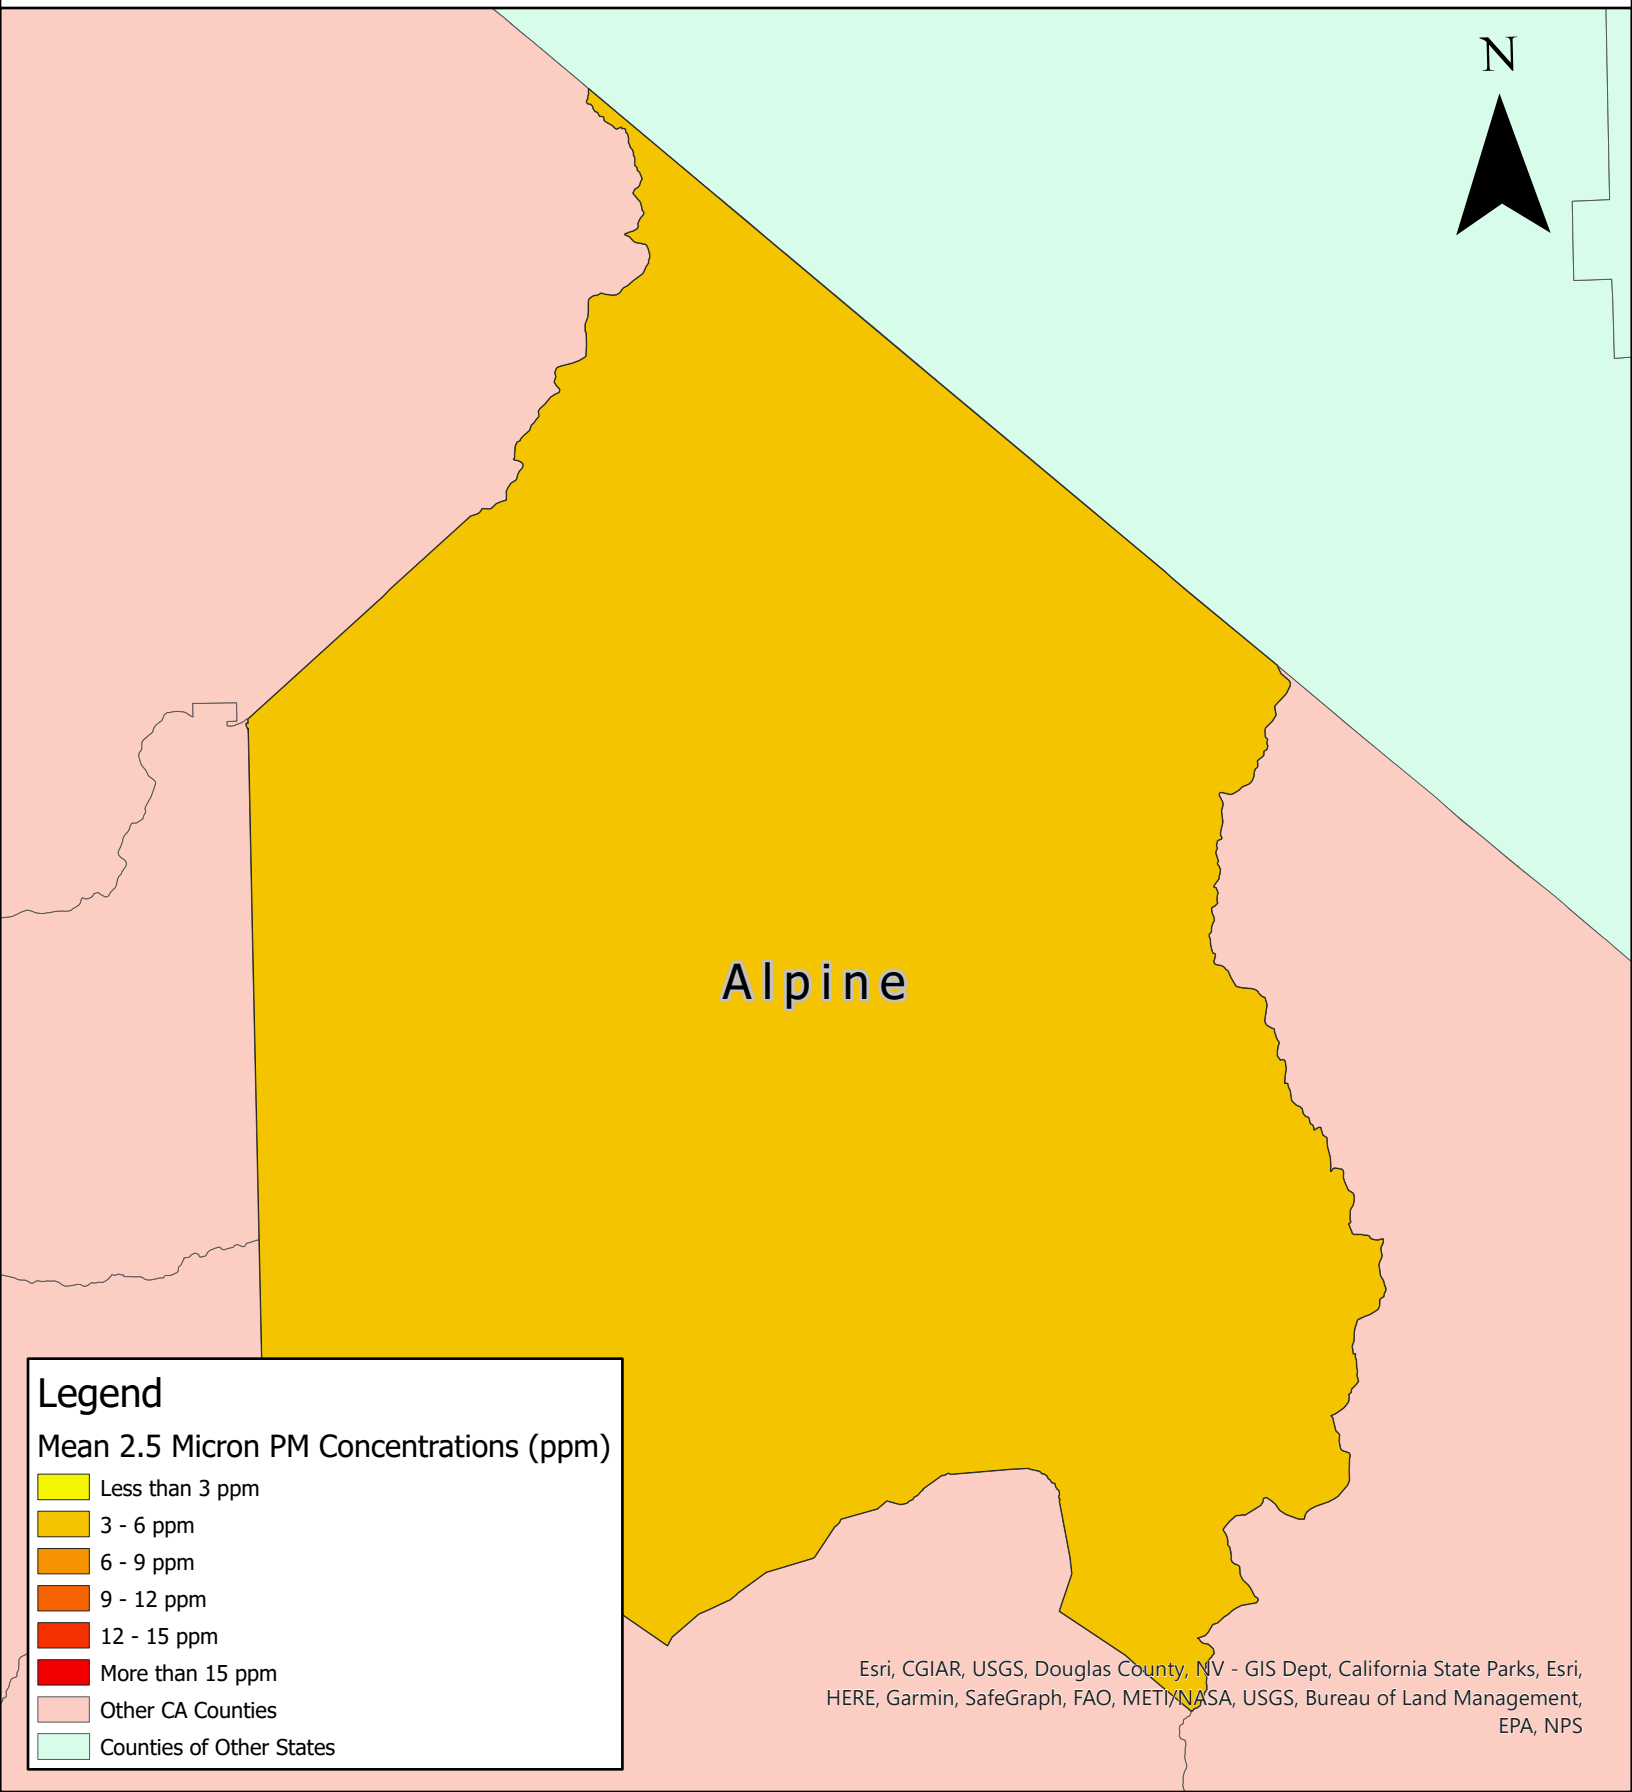 N
Alpine
Legend
Mean 2.5 Micron PM Concentrations (ppm)
Less than 3 ppm
3 - 6 ppm
6 - 9 ppm
9 - 12 ppm
12 - 15 ppm
More than 15 ppm
Other CA Counties
Counties of Other States
Esri, CGIAR, USGS, Douglas County, NV - GIS Dept, California State Parks, Esri,
HERE, Garmin, SafeGraph, FAO, METI/NASA, USGS, Bureau of Land Management,
EPA, NPS